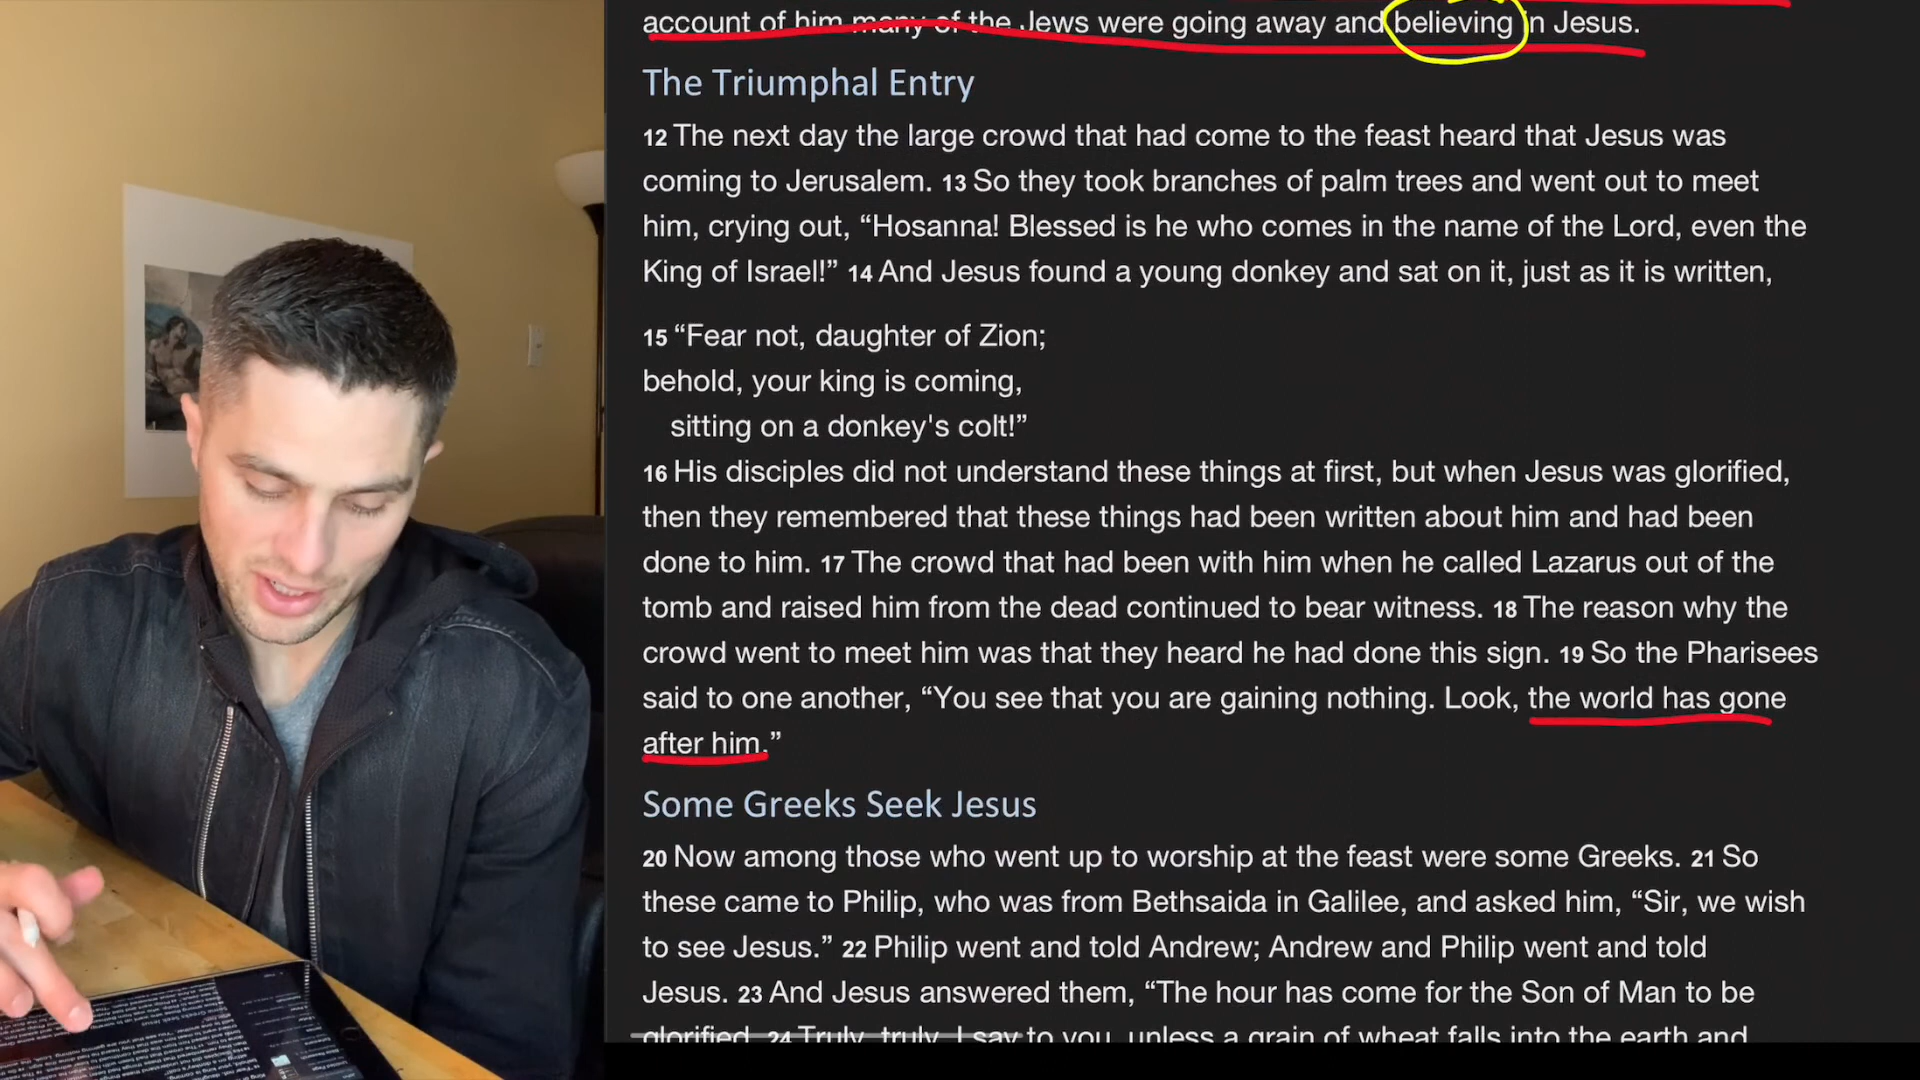 account of him many of the Jews were going away and believing in Jesus.
The Triumphal Entry
12 The next day the large crowd that had come to the feast heard that Jesus was
coming to Jerusalem. 13 So they took branches of palm trees and went out to meet
him, crying out, “Hosanna! Blessed is he who comes in the name of the Lord, even the
King of Israel!” 14 And Jesus found a young donkey and sat on it, just as it is written,
15 “Fear not, daughter of Zion;
behold, your king is coming,
sitting on a donkey's colt!”
16 His disciples did not understand these things at first, but when Jesus was glorified,
then they remembered that these things had been written about him and had been
done to him. 17 The crowd that had been with him when he called Lazarus out of the
tomb and raised him from the dead continued to bear witness. 18 The reason why the
crowd went to meet him was that they heard he had done this sign. 19 So the Pharisees
said to one another, “You see that you are gaining nothing. Look, the world has gone
after him.”
Some Greeks Seek Jesus
20 Now among those who went up to worship at the feast were some Greeks. 21 So
these came to Philip, who was from Bethsaida in Galilee, and asked him, “Sir, we wish
to see Jesus.” 22 Philip went and told Andrew; Andrew and Philip went and told
Jesus. 23 And Jesus answered them, “The hour has come for the Son of Man to be
glorified. 24 Truly, truly, I say to you, unless a grain of wheat falls into the earth and